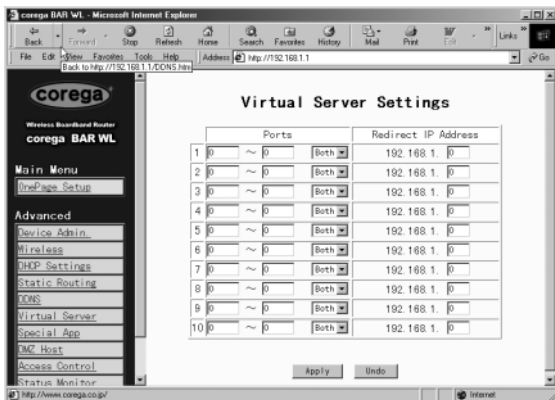 corega BAR WL - Microsoft Internet Explorer
Back Forward Stop Refresh Home Search Favorites History Mail Print Edit Links
File Edit View Favorites Tools Help Address http://192.168.1.1 Go
Back to http://192.168.1.1/DDNS.htm
corega
Wireless Boardband Router
corega BAR WL
Main Menu
OnePage Setup
Advanced
Device Admin.
Wireless
DHCP Settings
Static Routing
DDNS
Virtual Server
Special App
DMZ Host
Access Control
Status Monitor
Virtual Server Settings
Ports Redirect IP Address
1 0 ~ 0 Both 192.168.1. 0
2 0 ~ 0 Both 192.168.1. 0
3 0 ~ 0 Both 192.168.1. 0
4 0 ~ 0 Both 192.168.1. 0
5 0 ~ 0 Both 192.168.1. 0
6 0 ~ 0 Both 192.168.1. 0
7 0 ~ 0 Both 192.168.1. 0
8 0 ~ 0 Both 192.168.1. 0
9 0 ~ 0 Both 192.168.1. 0
10 0 ~ 0 Both 192.168.1. 0
Apply Undo
http://www.corega.co.jp/ Internet